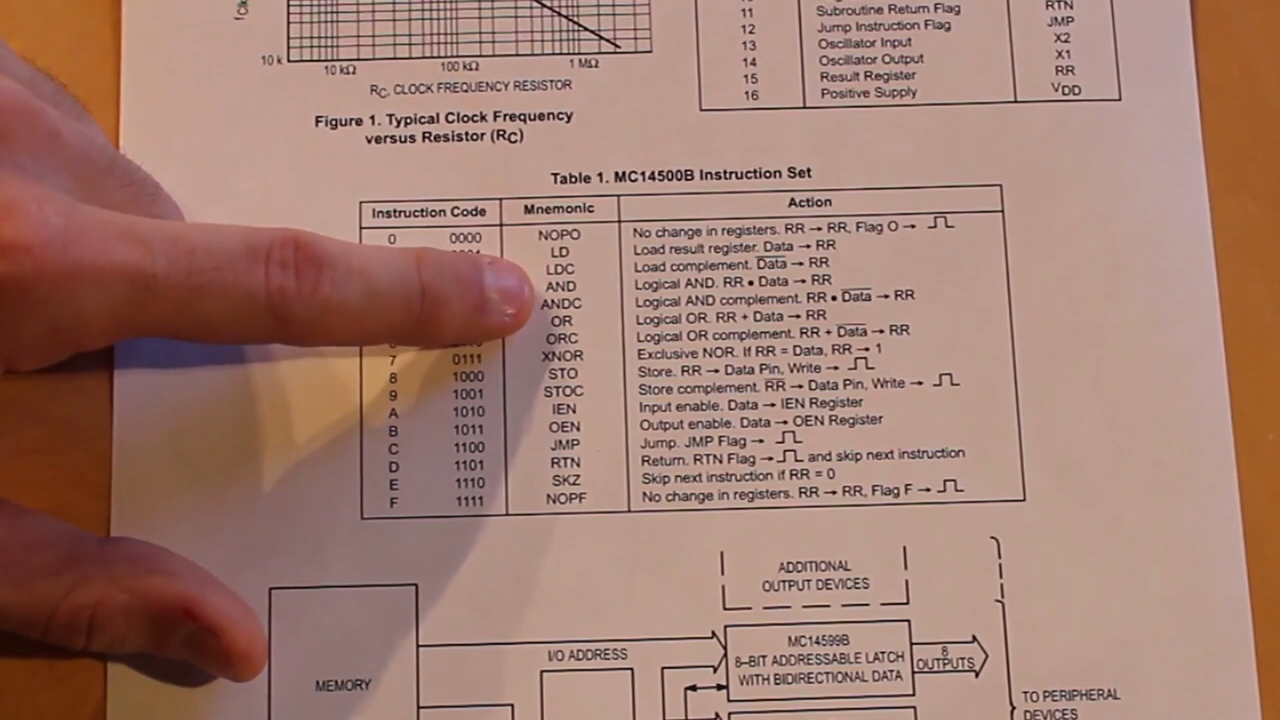 10 k
10 kΩ 100 kΩ 1 MΩ
RC, CLOCK FREQUENCY RESISTOR
Figure 1. Typical Clock Frequency
versus Resistor (RC)
11 Subroutine Return Flag RTN
12 Jump Instruction Flag JMP
13 Oscillator Input X2
14 Oscillator Output X1
15 Result Register RR
16 Positive Supply VDD
Table 1. MC14500B Instruction Set
Instruction Code Mnemonic Action
0 0000 NOPO No change in registers. RR → RR, Flag O →
LD Load result register. Data → RR
LDC Load complement. D̅a̅t̅a̅ → RR
AND Logical AND. RR • Data → RR
ANDC Logical AND complement. RR • D̅a̅t̅a̅ → RR
OR Logical OR. RR + Data → RR
ORC Logical OR complement. RR + D̅a̅t̅a̅ → RR
7 0111 XNOR Exclusive NOR. If RR = Data, RR → 1
8 1000 STO Store. RR → Data Pin, Write →
9 1001 STOC Store complement. R̅R̅ → Data Pin, Write →
A 1010 IEN Input enable. Data → IEN Register
B 1011 OEN Output enable. Data → OEN Register
C 1100 JMP Jump. JMP Flag →
D 1101 RTN Return. RTN Flag → and skip next instruction
E 1110 SKZ Skip next instruction if RR = 0
F 1111 NOPF No change in registers. RR → RR, Flag F →
ADDITIONAL
OUTPUT DEVICES
MEMORY
I/O ADDRESS
MC14599B
8–BIT ADDRESSABLE LATCH
WITH BIDIRECTIONAL DATA
8
OUTPUTS
TO PERIPHERAL
DEVICES